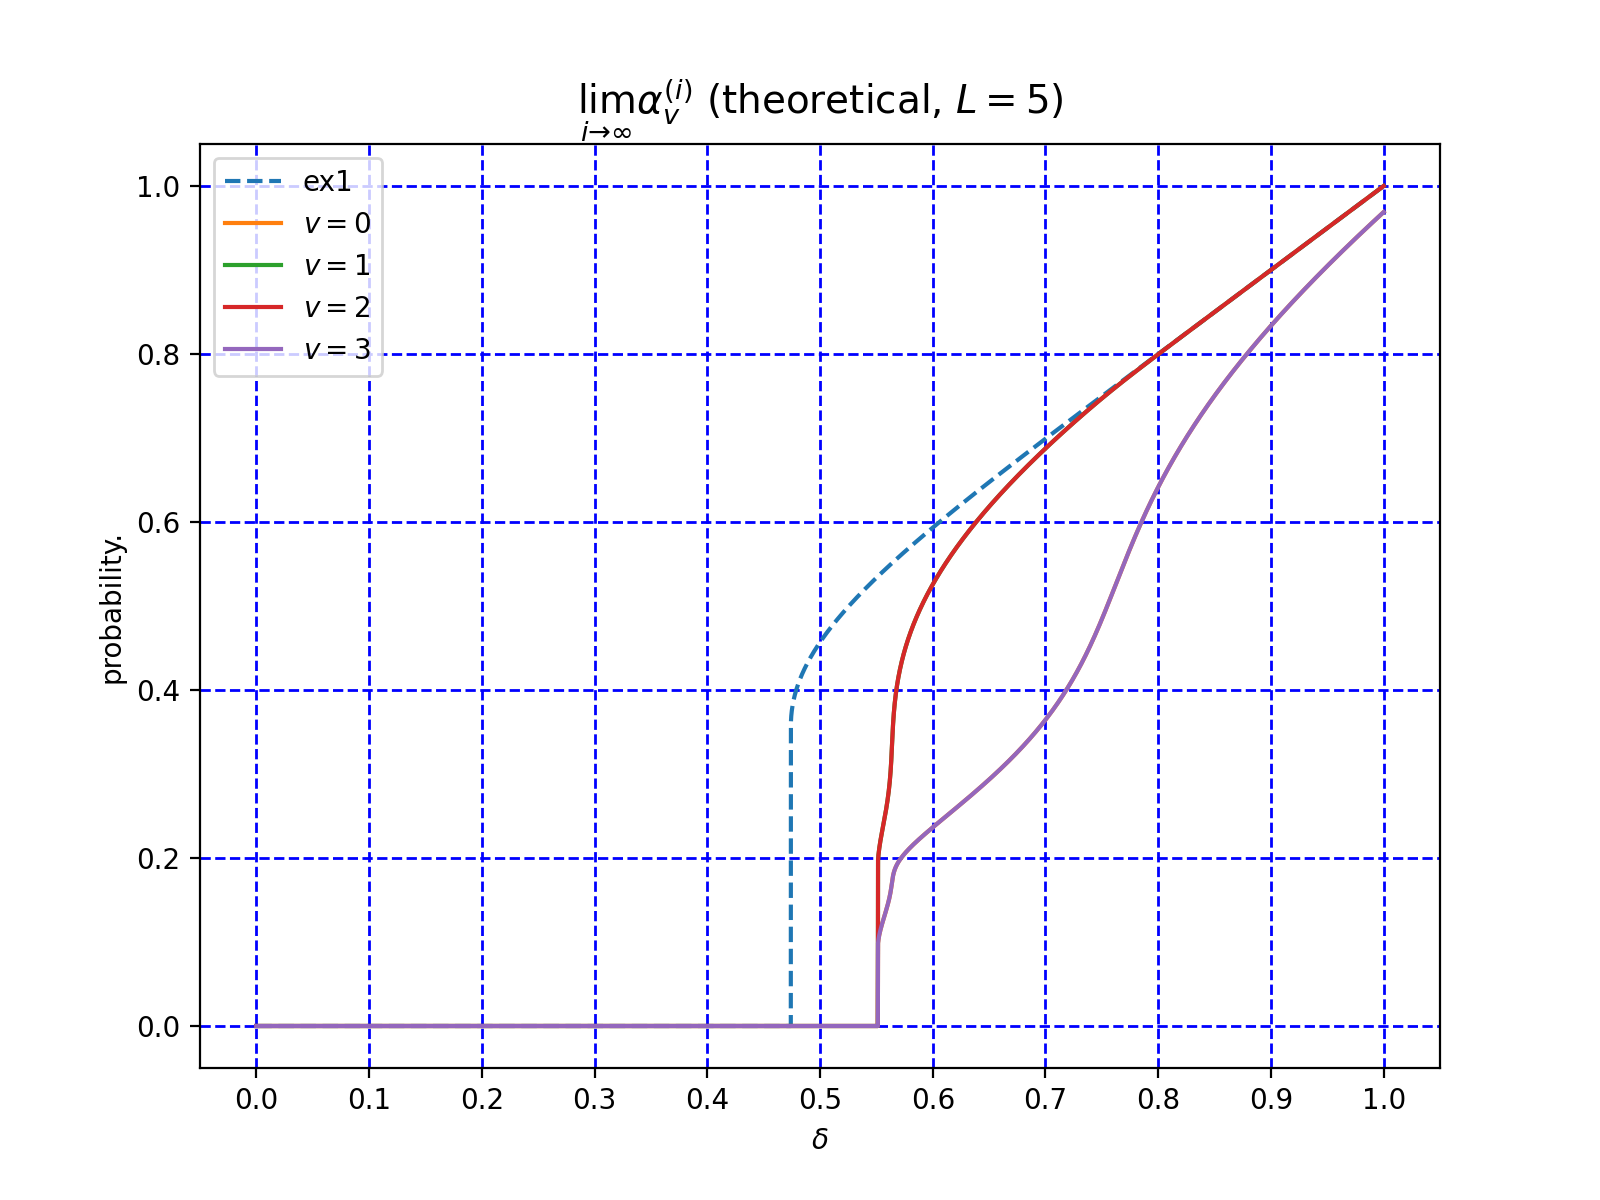 lim α_v^(i) (theoretical, L = 5)
i→∞
ex1
v = 0
v = 1
v = 2
v = 3
1.0
0.8
0.6
0.4
0.2
0.0
probability.
0.0 0.1 0.2 0.3 0.4 0.5 0.6 0.7 0.8 0.9 1.0
δ